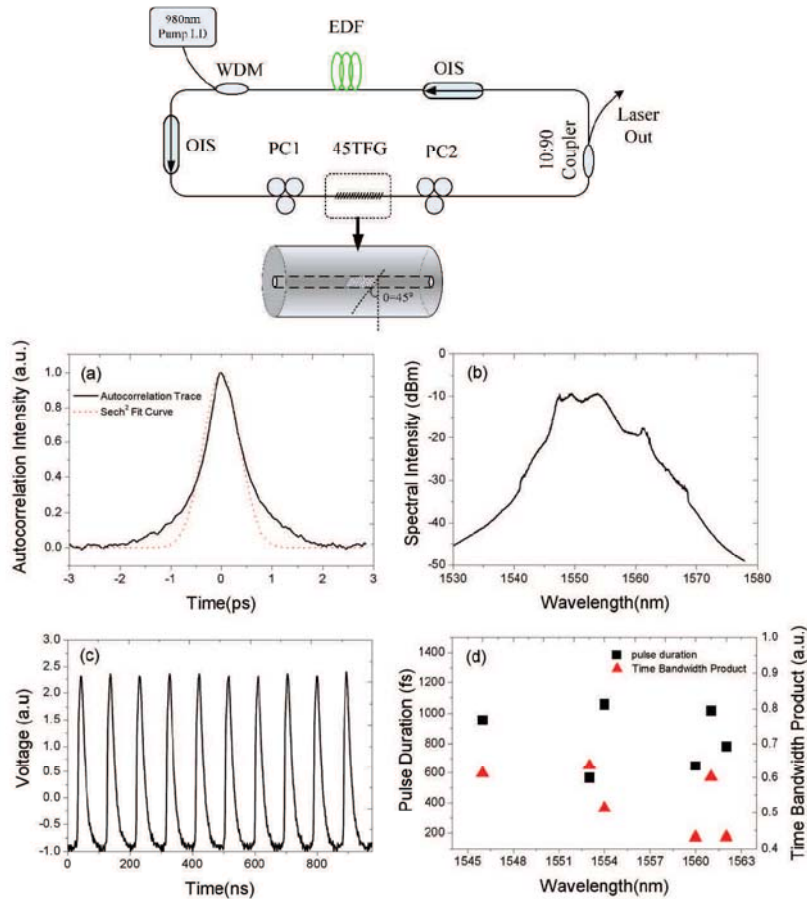 980nm
Pump LD
WDM
EDF
OIS
Laser
Out
10:90
Coupler
OIS
PC1
45TFG
PC2
θ=45°
(a)
Autocorrelation Trace
Sech² Fit Curve
Autocorrelation Intensity (a.u.)
1.0
0.8
0.6
0.4
0.2
0.0
-3 -2 -1 0 1 2 3
Time(ps)
(b)
Spectral Intensity (dBm)
0
-10
-20
-30
-40
-50
1530 1540 1550 1560 1570 1580
Wavelength(nm)
(c)
Voltage (a.u)
3.0
2.5
2.0
1.5
1.0
0.5
0.0
-0.5
-1.0
0 200 400 600 800
Time(ns)
(d)
pulse duration
Time Bandwidth Product
Pulse Duration (fs)
1400
1200
1000
800
600
400
200
Time Bandwidth Product (a.u.)
1.0
0.9
0.8
0.7
0.6
0.5
0.4
1545 1548 1551 1554 1557 1560 1563
Wavelength(nm)